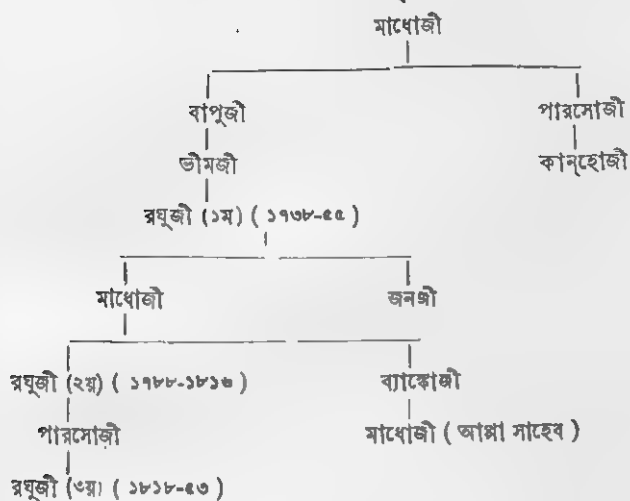 মাধোজী
বাপুজী পারসোজী
ভীমজী কান্‌হোজী
রঘুজী (১ম) ( ১৭৩৮-৫৫ )
মাধোজী জনজী
রঘুজী (২য়) ( ১৭৮৮-১৮১৬ ) ব্যাঙ্কোজী
পারসোজী মাধোজী ( আপ্পা সাহেব )
রঘুজী (৩য়) ( ১৮১৮-৫৩ )